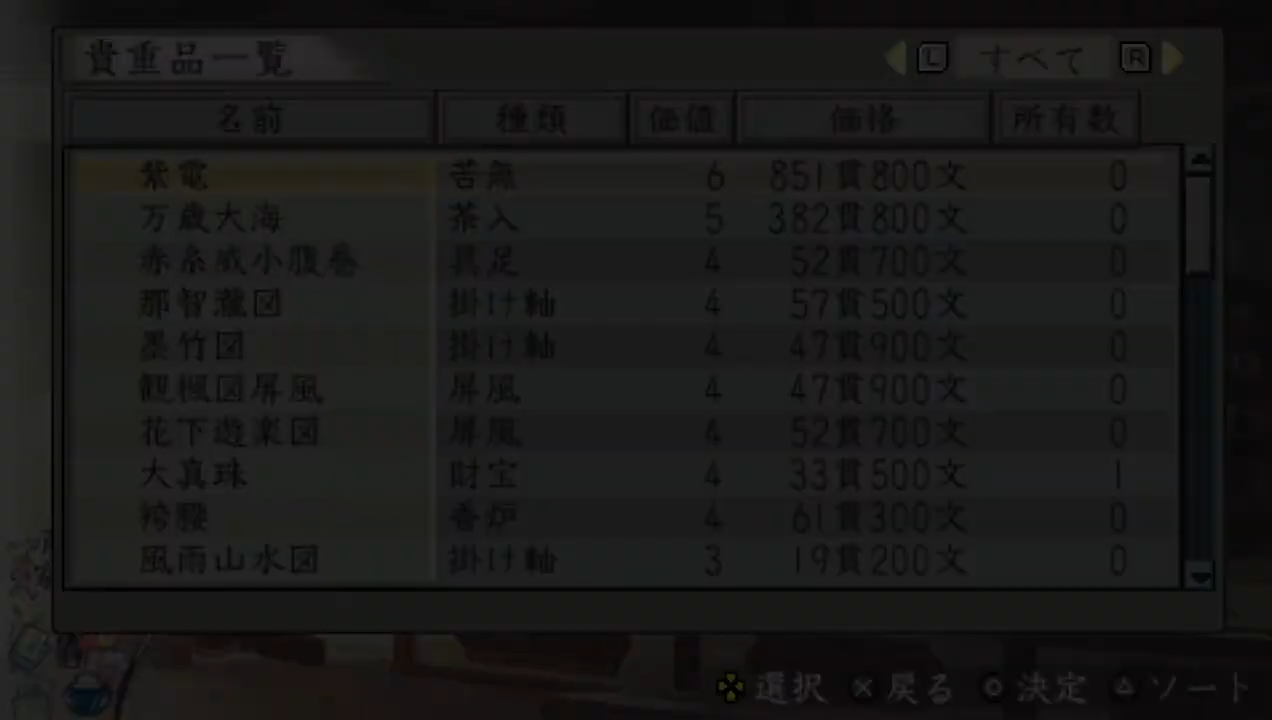 貴重品一覧 L すべて R
名前 種類 価値 価格 所有数
紫電 苦無 6 851貫800文 0
万歳大海 茶入 5 382貫800文 0
赤糸威小腹巻 具足 4 52貫700文 0
那智瀧図 掛け軸 4 57貫500文 0
墨竹図 掛け軸 4 47貫900文 0
観楓図屏風 屏風 4 47貫900文 0
花下遊楽図 屏風 4 52貫700文 0
大真珠 財宝 4 33貫500文 1
袴腰 香炉 4 61貫300文 0
風雨山水図 掛け軸 3 19貫200文 0
選択 × 戻る ○ 決定 △ ソート